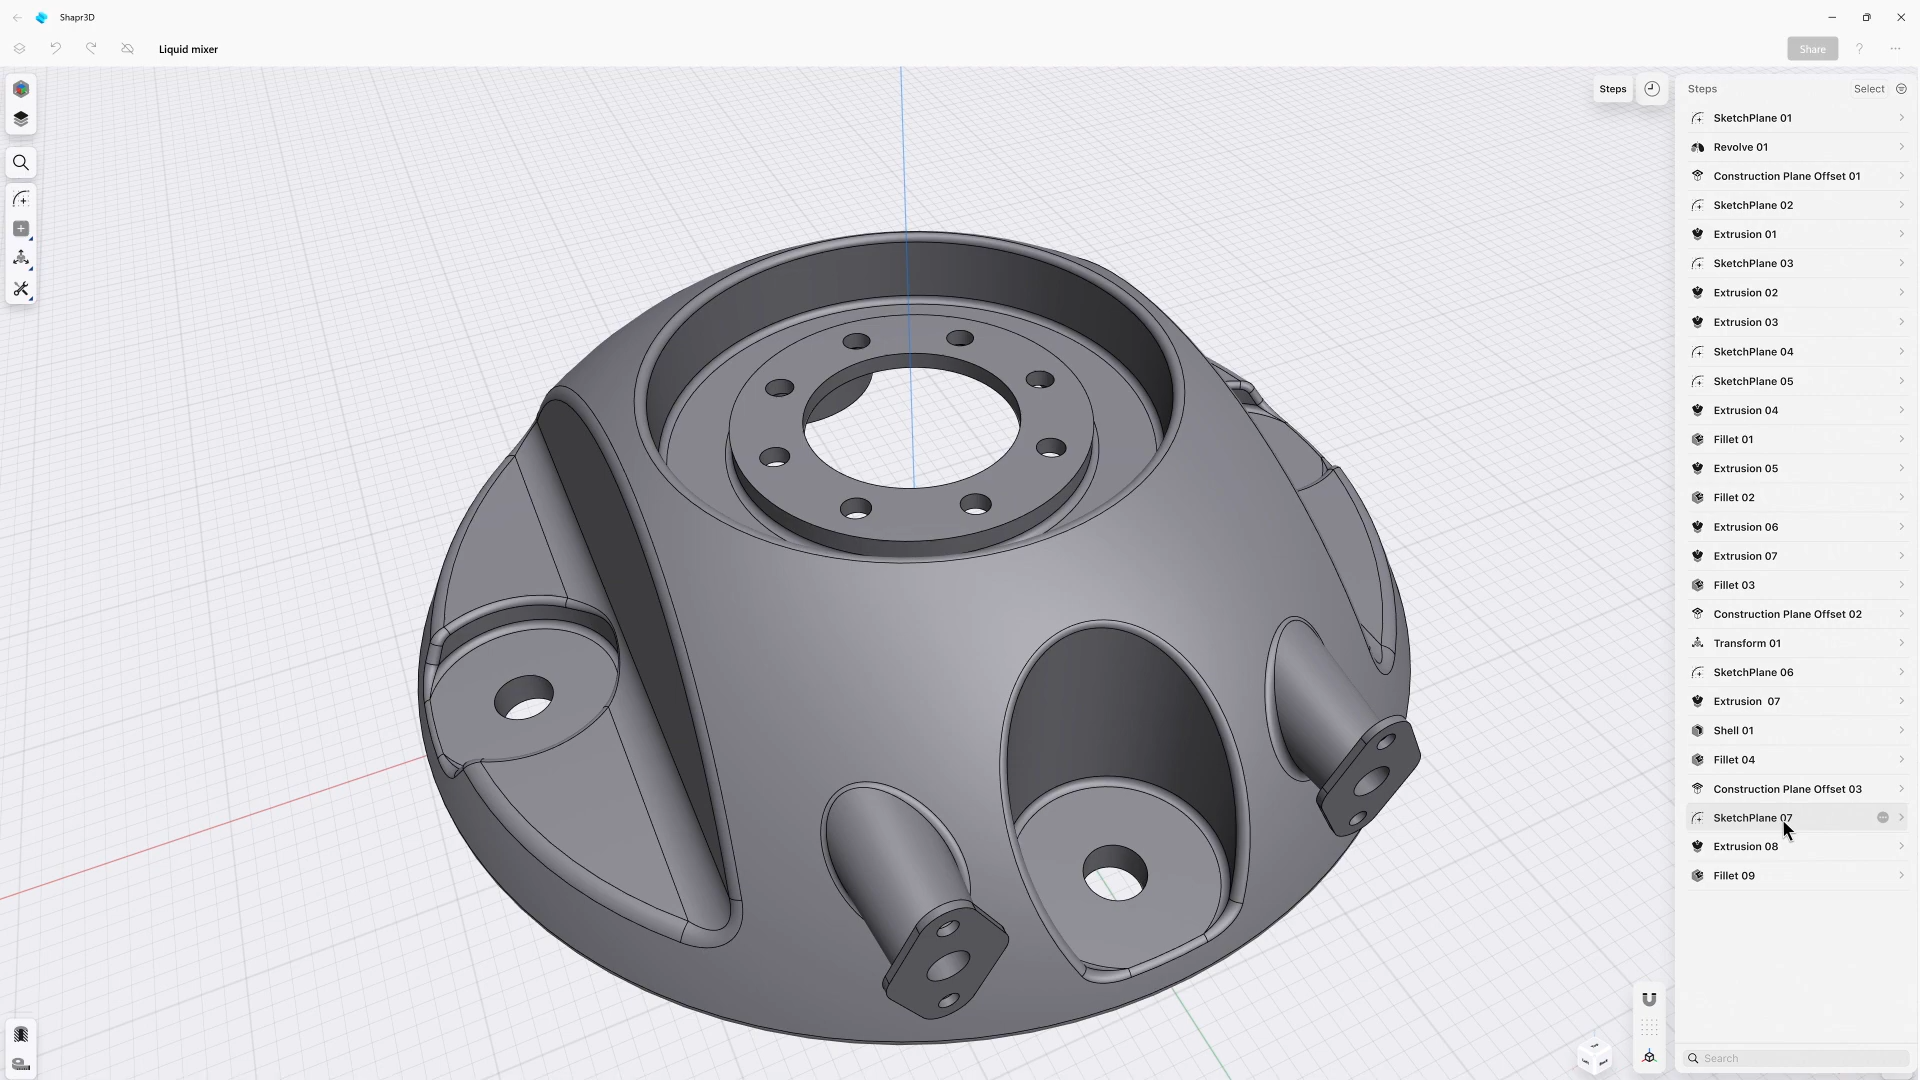 Shapr3D
Liquid mixer
Share
?
Steps
Steps
Select
SketchPlane 01
Revolve 01
Construction Plane Offset 01
SketchPlane 02
Extrusion 01
SketchPlane 03
Extrusion 02
Extrusion 03
SketchPlane 04
SketchPlane 05
Extrusion 04
Fillet 01
Extrusion 05
Fillet 02
Extrusion 06
Extrusion 07
Fillet 03
Construction Plane Offset 02
Transform 01
SketchPlane 06
Extrusion  07
Shell 01
Fillet 04
Construction Plane Offset 03
SketchPlane 07
Extrusion 08
Fillet 09
Search